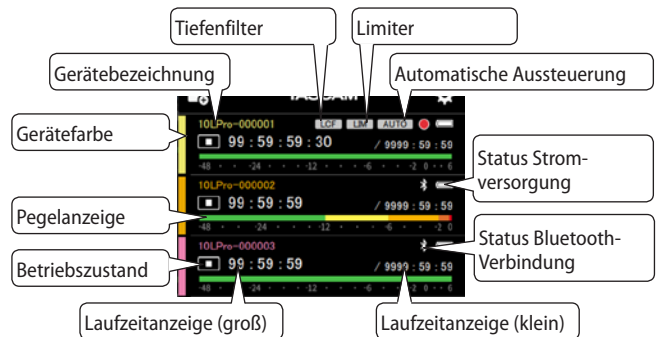 Tiefenfilter
Limiter
Gerätebezeichnung
Automatische Aussteuerung
TASCAM
Gerätefarbe
10LPro-000001 LCF LIM AUTO
99 : 59 : 59 : 30 / 9999 : 59 : 59
-48 -24 -12 -6 -2 0
Status Strom-
versorgung
10LPro-000002
99 : 59 : 59 / 9999 : 59 : 59
Pegelanzeige
-48 -24 -12 -6 -2 0
Status Bluetooth-
Verbindung
10LPro-000003
Betriebszustand
99 : 59 : 59 / 9999 : 59 : 59
-48 -24 -12 -6 -2 0
Laufzeitanzeige (groß)
Laufzeitanzeige (klein)